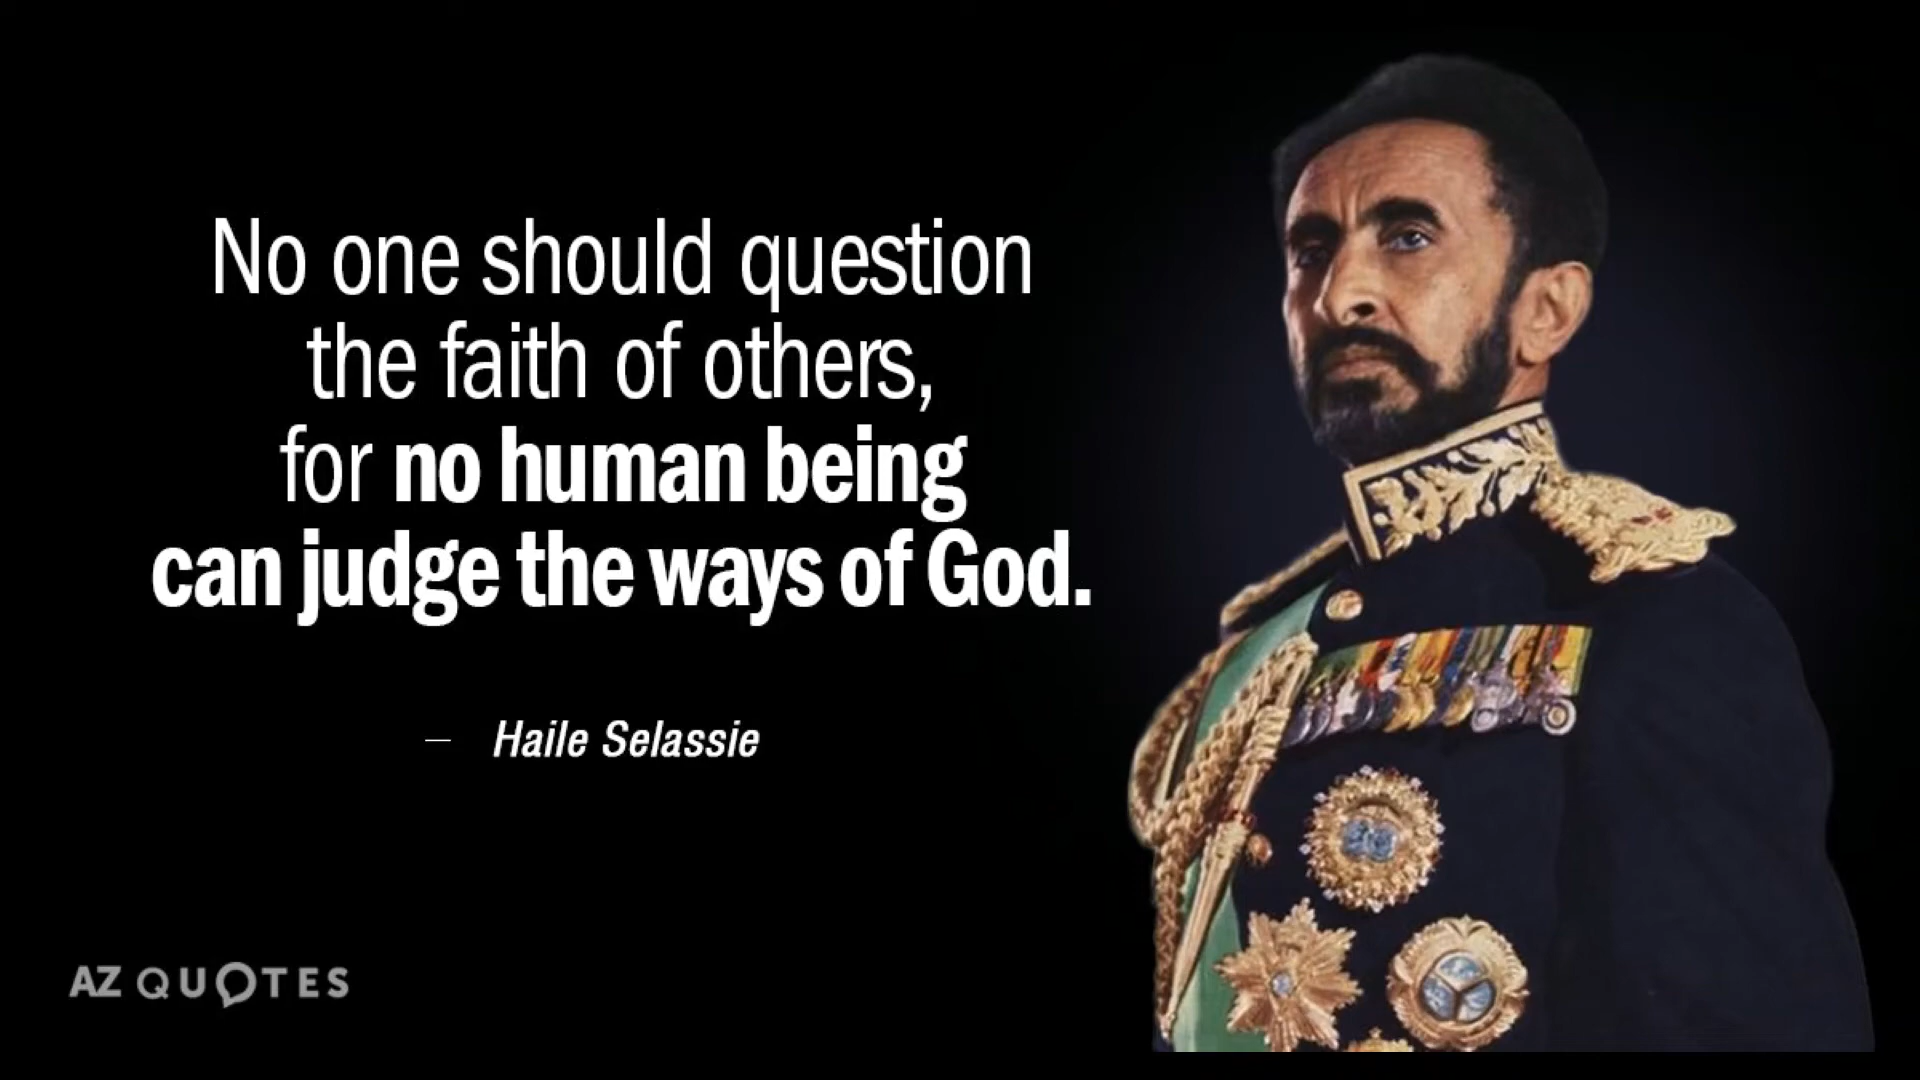 No one should question
the faith of others,
for no human being
can judge the ways of God.
– Haile Selassie
AZ QUOTES